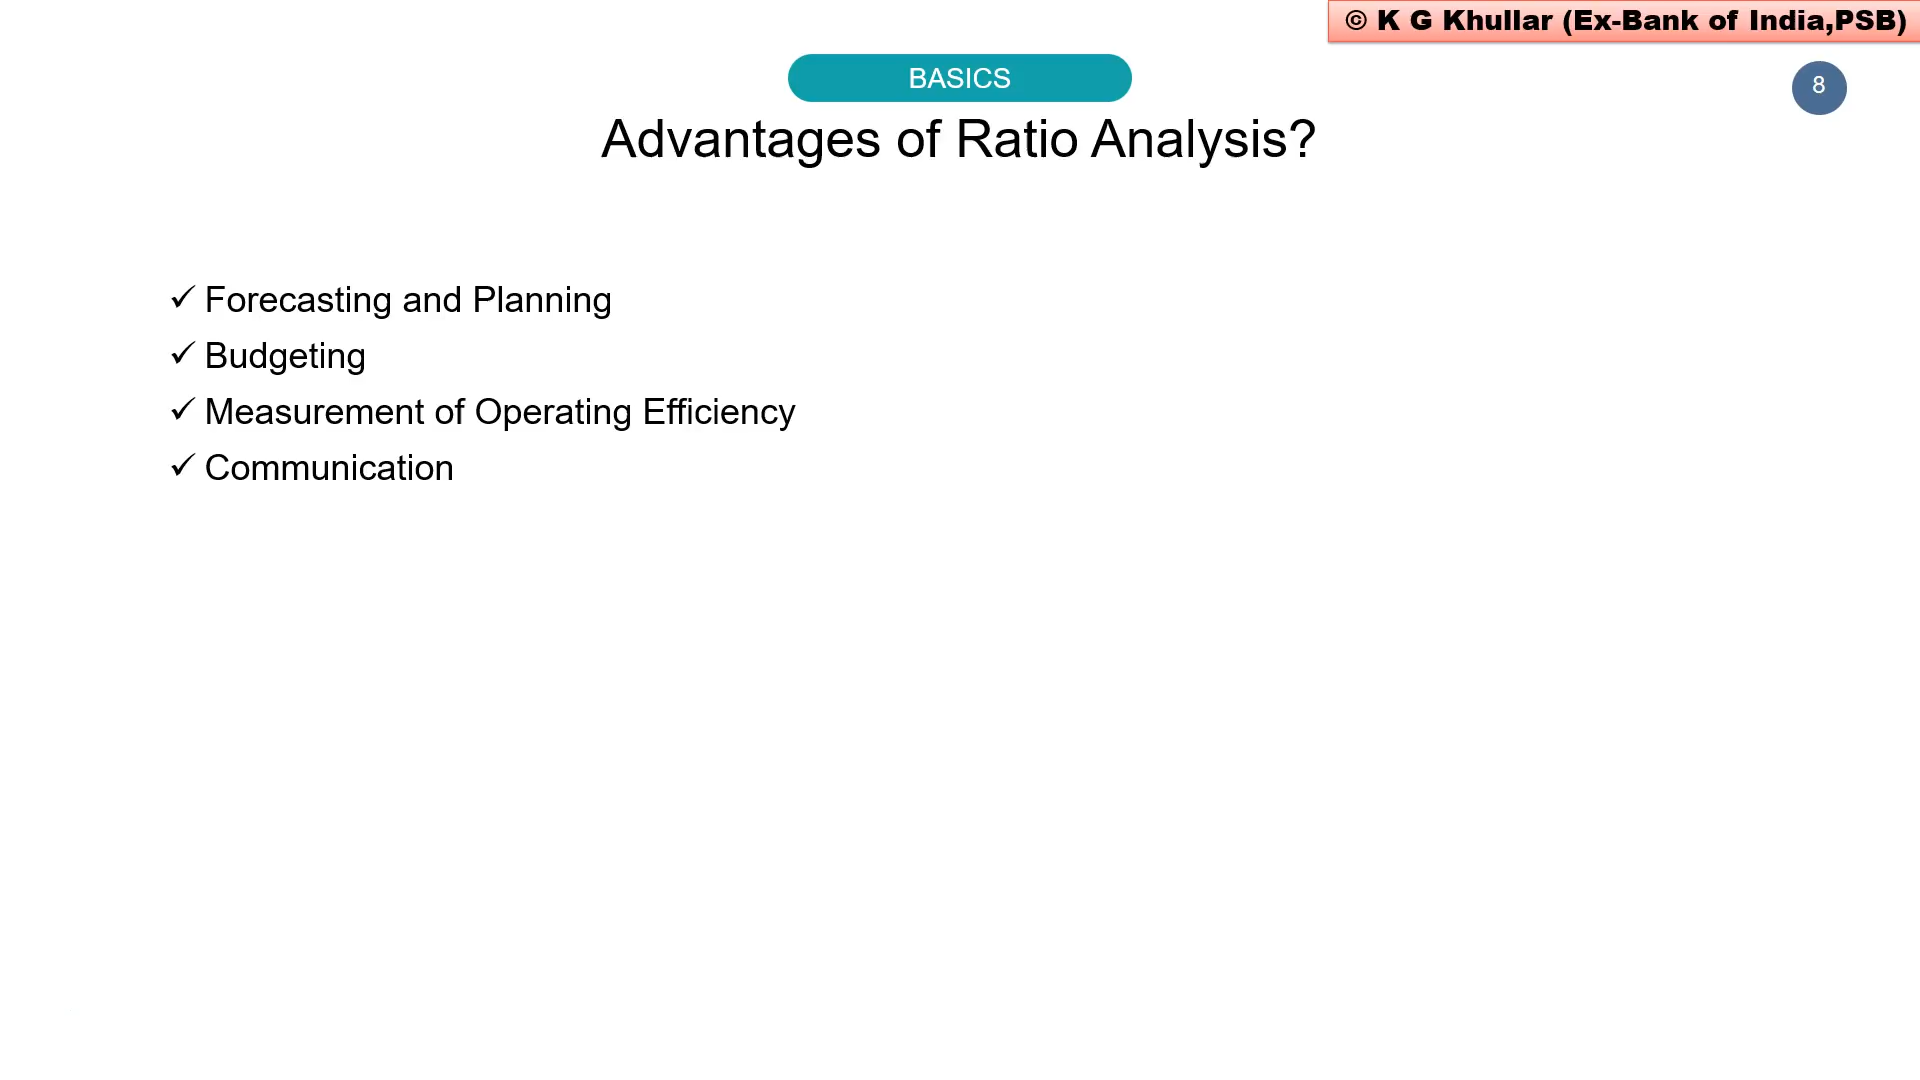 © K G Khullar (Ex-Bank of India,PSB)
BASICS
8
Advantages of Ratio Analysis?
✓ Forecasting and Planning
✓ Budgeting
✓ Measurement of Operating Efficiency
✓ Communication